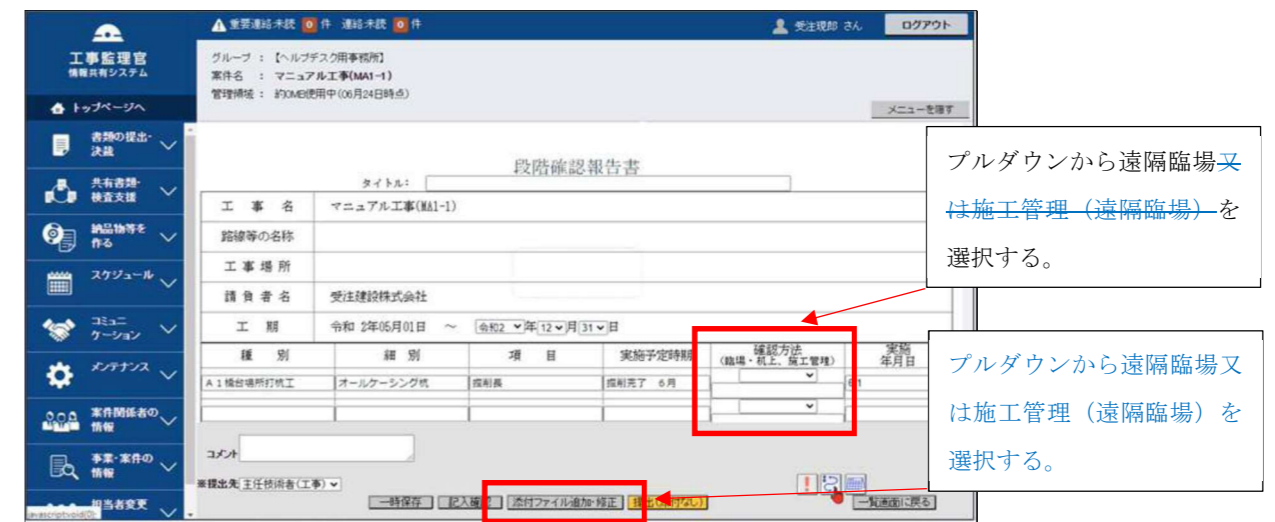 重要連絡未読 0 件 連絡未読 0 件
受注現郎 さん
ログアウト
工事監理官
情報共有システム
トップページへ
書類の提出・
決裁
共有書類・
検査支援
納品物等を
作る
スケジュール
コミュニ
ケーション
メンテナンス
案件関係者の
情報
事業・案件の
情報
担当者変更
javascript:void(0);
グループ : 【ヘルプデスク用事務所】
案件名 : マニュアル工事(MA1-1)
管理領域 : 約0MB使用中(06月24日時点)
メニューを隠す
段階確認報告書
タイトル:
工 事 名 マニュアル工事(MA1-1)
路線等の名称
工 事 場 所
請 負 者 名 受注建設株式会社
工 期 令和 2年05月01日 ～ 令和2 年 12 月 31 日
種 別 細 別 項 目 実施予定時期 確認方法 実施
(臨場・机上、施工管理) 年月日
A1橋台場所打杭工 オールケーシング杭 掘削長 掘削完了 6月
コメント
※提出先 主任技術者(工事)
一時保存 記入確認 添付ファイル追加・修正 提出(添付なし) 一覧画面に戻る
プルダウンから遠隔臨場又
は施工管理（遠隔臨場）を
選択する。
プルダウンから遠隔臨場又
は施工管理（遠隔臨場）を
選択する。